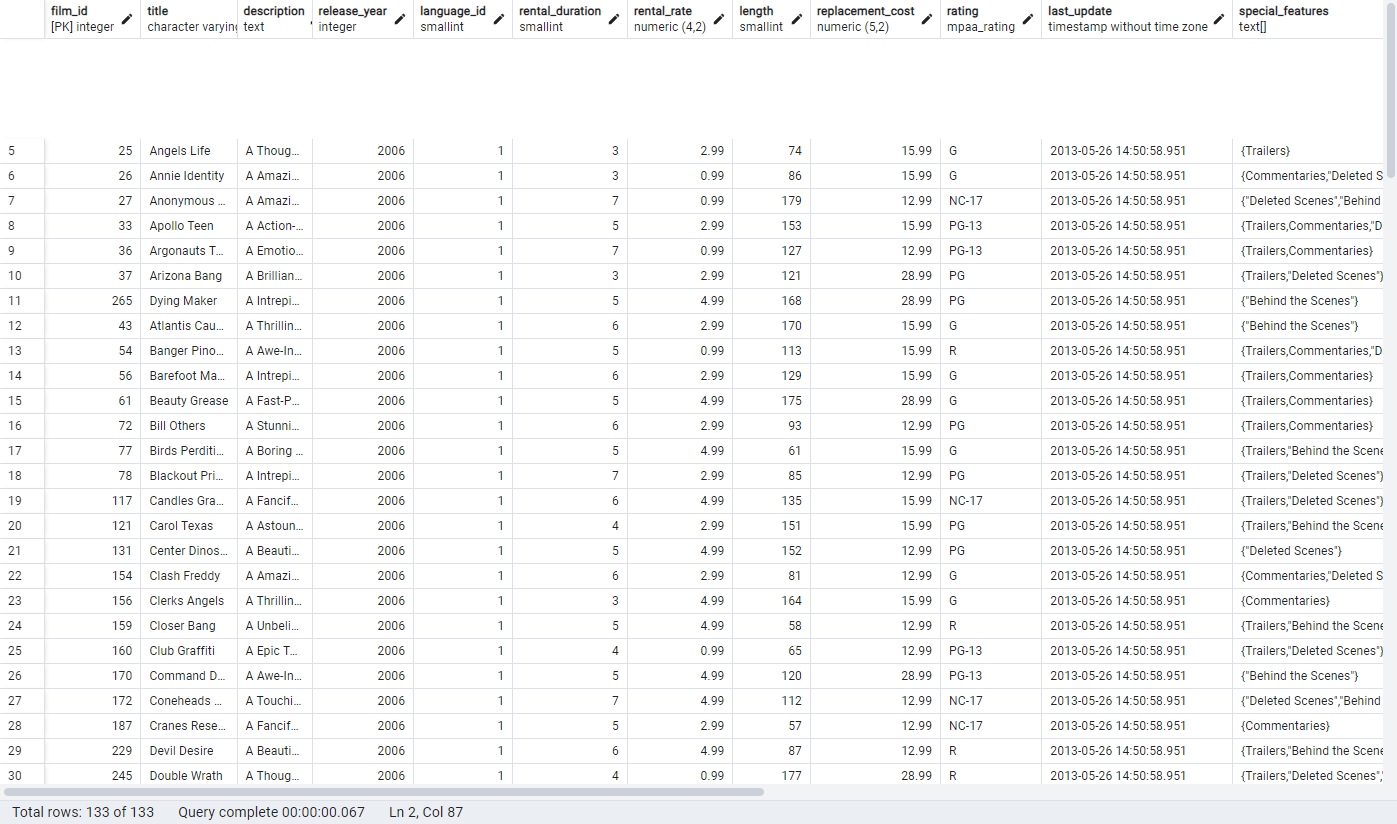 film_id title description release_year language_id rental_duration rental_rate length replacement_cost rating last_update special_features
[PK] integer character varying text integer smallint smallint numeric (4,2) smallint numeric (5,2) mpaa_rating timestamp without time zone text[]
5 25 Angels Life A Thoug... 2006 1 3 2.99 74 15.99 G 2013-05-26 14:50:58.951 {Trailers}
6 26 Annie Identity A Amazi... 2006 1 3 0.99 86 15.99 G 2013-05-26 14:50:58.951 {Commentaries,"Deleted S
7 27 Anonymous ... A Amazi... 2006 1 7 0.99 179 12.99 NC-17 2013-05-26 14:50:58.951 {"Deleted Scenes","Behind
8 33 Apollo Teen A Action-... 2006 1 5 2.99 153 15.99 PG-13 2013-05-26 14:50:58.951 {Trailers,Commentaries,"D
9 36 Argonauts T... A Emotio... 2006 1 7 0.99 127 12.99 PG-13 2013-05-26 14:50:58.951 {Trailers,Commentaries}
10 37 Arizona Bang A Brillian... 2006 1 3 2.99 121 28.99 PG 2013-05-26 14:50:58.951 {Trailers,"Deleted Scenes"}
11 265 Dying Maker A Intrepi... 2006 1 5 4.99 168 28.99 PG 2013-05-26 14:50:58.951 {"Behind the Scenes"}
12 43 Atlantis Cau... A Thrillin... 2006 1 6 2.99 170 15.99 G 2013-05-26 14:50:58.951 {"Behind the Scenes"}
13 54 Banger Pino... A Awe-In... 2006 1 5 0.99 113 15.99 R 2013-05-26 14:50:58.951 {Trailers,Commentaries,"D
14 56 Barefoot Ma... A Intrepi... 2006 1 6 2.99 129 15.99 G 2013-05-26 14:50:58.951 {Trailers,Commentaries}
15 61 Beauty Grease A Fast-P... 2006 1 5 4.99 175 28.99 G 2013-05-26 14:50:58.951 {Trailers,Commentaries}
16 72 Bill Others A Stunni... 2006 1 6 2.99 93 12.99 PG 2013-05-26 14:50:58.951 {Trailers,Commentaries}
17 77 Birds Perditi... A Boring ... 2006 1 5 4.99 61 15.99 G 2013-05-26 14:50:58.951 {Trailers,"Behind the Scene
18 78 Blackout Pri... A Intrepi... 2006 1 7 2.99 85 12.99 PG 2013-05-26 14:50:58.951 {Trailers,"Deleted Scenes"}
19 117 Candles Gra... A Fancif... 2006 1 6 4.99 135 15.99 NC-17 2013-05-26 14:50:58.951 {Trailers,"Deleted Scenes"}
20 121 Carol Texas A Astoun... 2006 1 4 2.99 151 15.99 PG 2013-05-26 14:50:58.951 {Trailers,"Behind the Scene
21 131 Center Dinos... A Beauti... 2006 1 5 4.99 152 12.99 PG 2013-05-26 14:50:58.951 {"Deleted Scenes"}
22 154 Clash Freddy A Amazi... 2006 1 6 2.99 81 12.99 G 2013-05-26 14:50:58.951 {Commentaries,"Deleted S
23 156 Clerks Angels A Thrillin... 2006 1 3 4.99 164 15.99 G 2013-05-26 14:50:58.951 {Commentaries}
24 159 Closer Bang A Unbeli... 2006 1 5 4.99 58 12.99 R 2013-05-26 14:50:58.951 {Trailers,"Behind the Scene
25 160 Club Graffiti A Epic T... 2006 1 4 0.99 65 12.99 PG-13 2013-05-26 14:50:58.951 {Trailers,"Deleted Scenes"}
26 170 Command D... A Awe-In... 2006 1 5 4.99 120 28.99 PG-13 2013-05-26 14:50:58.951 {"Behind the Scenes"}
27 172 Coneheads ... A Touchi... 2006 1 7 4.99 112 12.99 NC-17 2013-05-26 14:50:58.951 {"Deleted Scenes","Behind
28 187 Cranes Rese... A Fancif... 2006 1 5 2.99 57 12.99 NC-17 2013-05-26 14:50:58.951 {Commentaries}
29 229 Devil Desire A Beauti... 2006 1 6 4.99 87 12.99 R 2013-05-26 14:50:58.951 {Trailers,"Behind the Scene
30 245 Double Wrath A Thoug... 2006 1 4 0.99 177 28.99 R 2013-05-26 14:50:58.951 {Trailers,"Deleted Scenes","
Total rows: 133 of 133 Query complete 00:00:00.067 Ln 2, Col 87